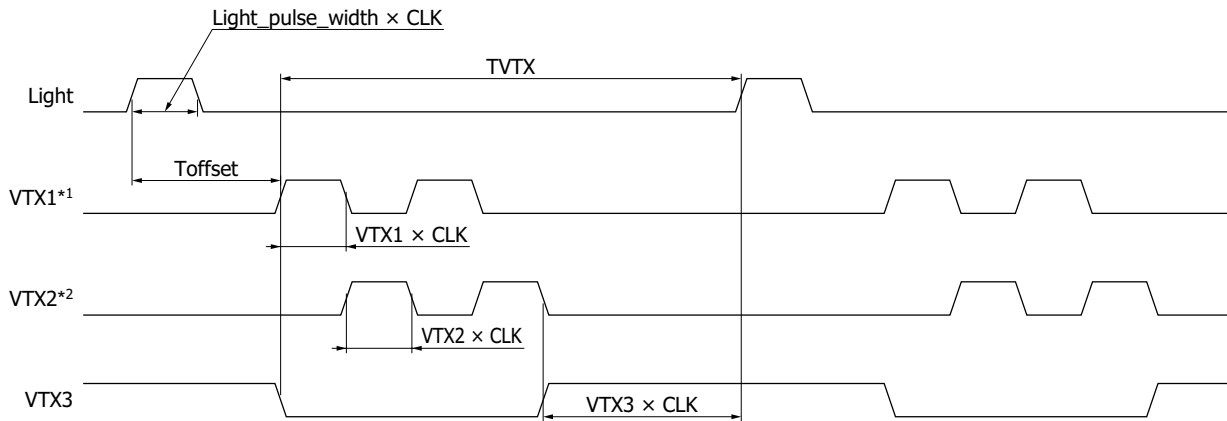 Light_pulse_width × CLK
TVTX
Light
Toffset
VTX1*1
VTX1 × CLK
VTX2*2
VTX2 × CLK
VTX3
VTX3 × CLK